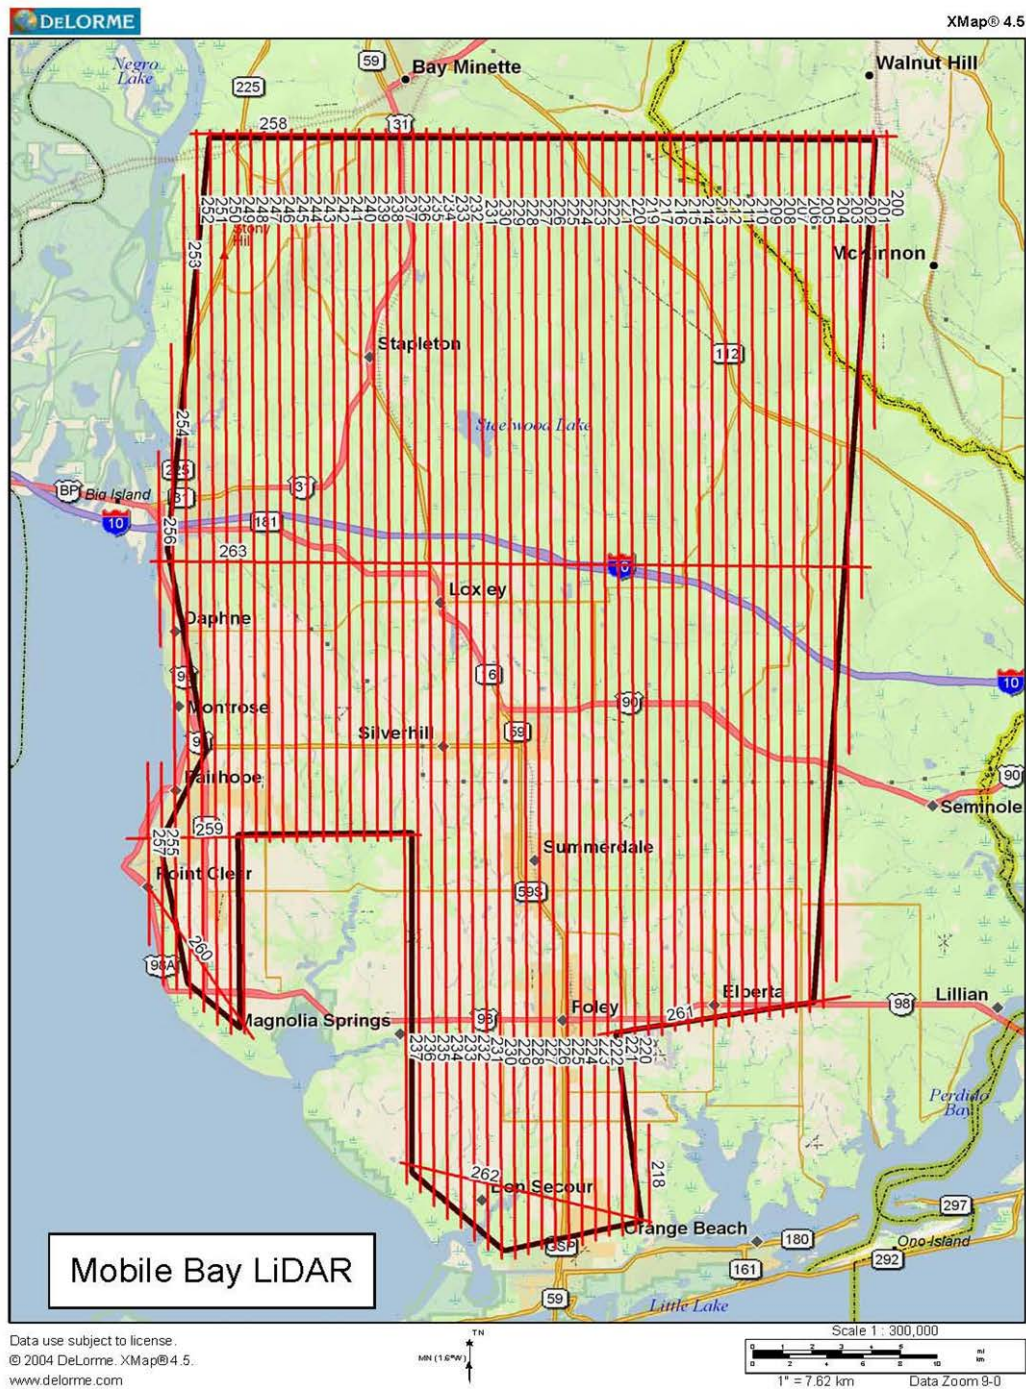 DELORME
XMap® 4.5
Negro
Lake
59
Bay Minette
Walnut Hill
225
258
31
200
201
202
203
204
205
206
207
208
209
210
211
212
213
214
215
216
217
219
220
221
222
223
224
225
226
227
228
229
230
231
232
233
234
235
236
237
238
239
240
241
242
243
244
245
246
247
248
249
250
251
252
Hill
253
Stapleton
112
254
Steelwood Lake
225
BP
Big Island
31
31
10
256
181
263
10
Loxley
Daphne
16
10
Montrose
90
Silverhill
59
Fairhope
90
Seminole
259
257
255
Summerdale
Point Clear
59S
260
98A
Elberta
Lillian
Foley
261
98
Magnolia Springs
98
237
236
235
234
233
232
231
230
229
228
227
226
225
224
223
222
221
220
Perdido
Bay
262
218
Bon Secour
297
Orange Beach
180
Ono Island
GSP
292
161
Mobile Bay LiDAR
59
Little Lake
Data use subject to license.
© 2004 DeLorme. XMap® 4.5.
www.delorme.com
TN
MN (1.6°W)
Scale 1 : 300,000
0 2 4 6 8 10
mi
km
1" = 7.62 km
Data Zoom 9-0